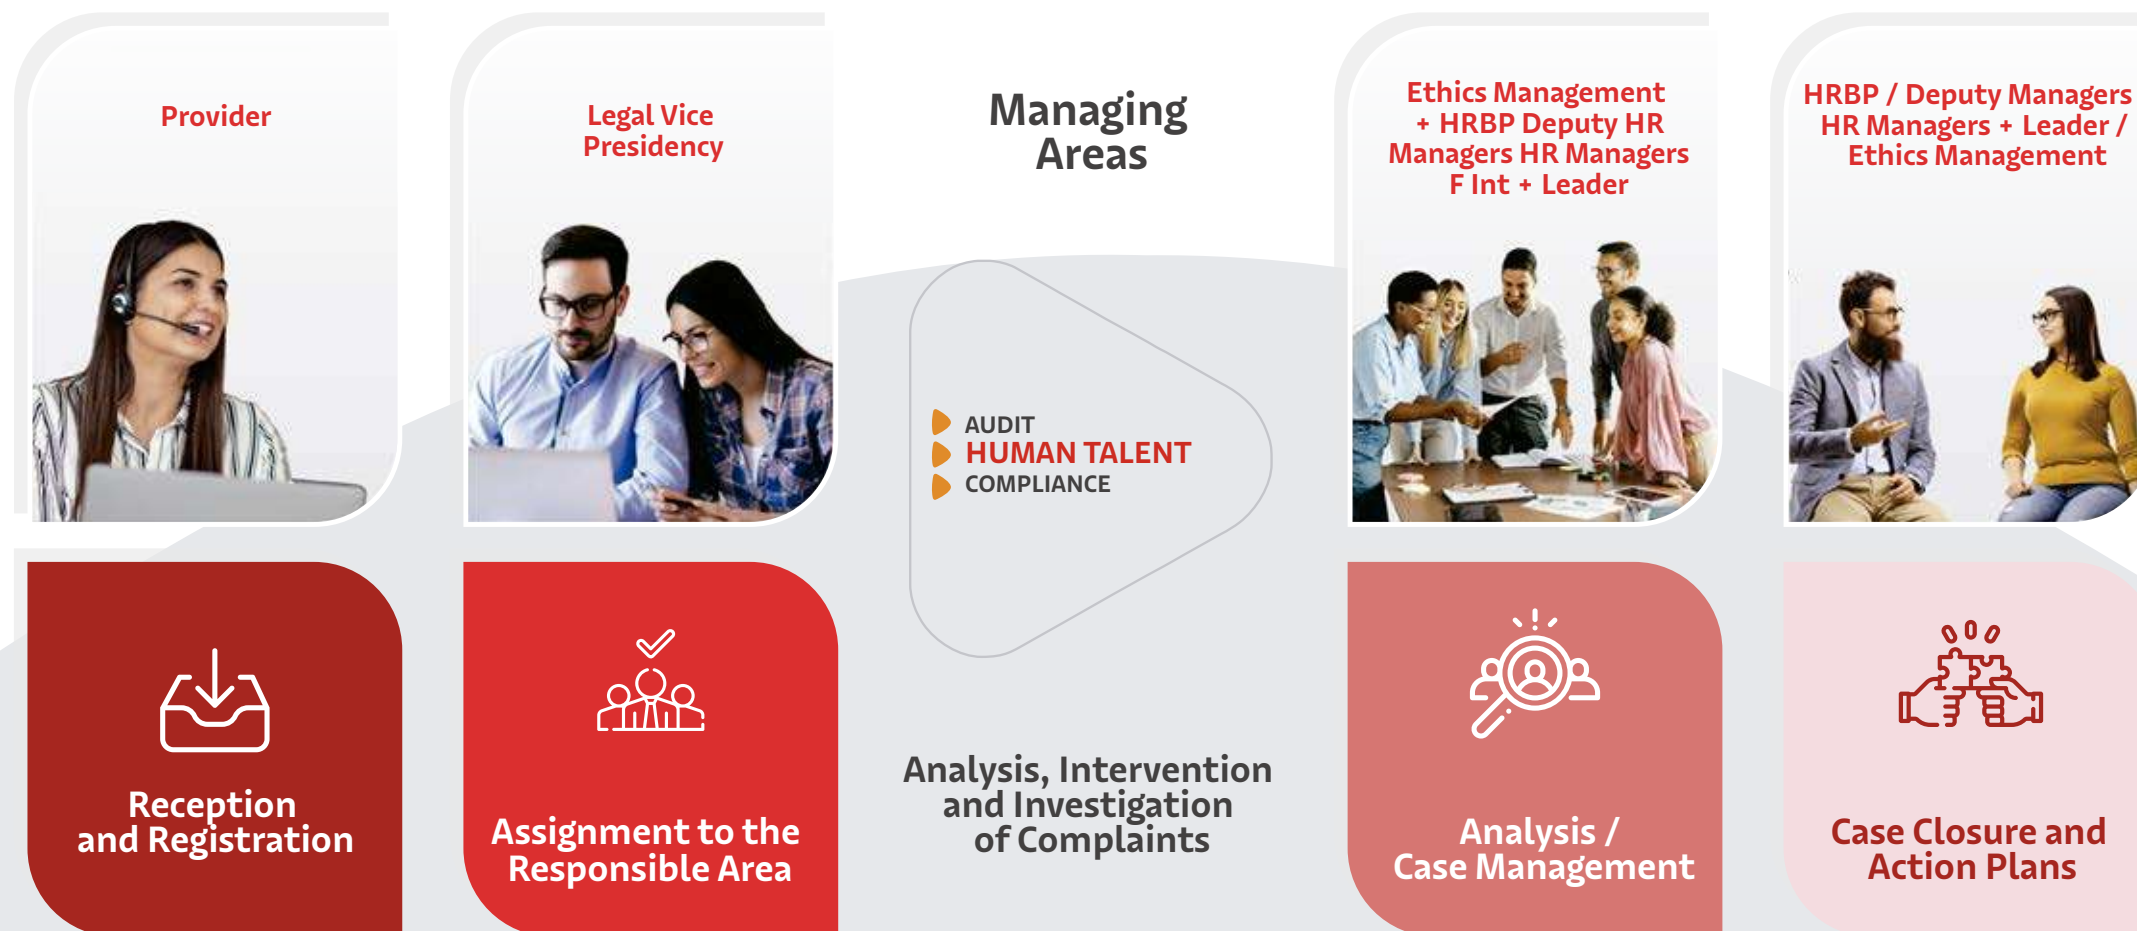 Provider
Legal Vice
Presidency
Managing
Areas
Ethics Management
+ HRBP Deputy HR
Managers HR Managers
F Int + Leader
HRBP / Deputy Managers
HR Managers + Leader /
Ethics Management
AUDIT
HUMAN TALENT
COMPLIANCE
Reception
and Registration
Assignment to the
Responsible Area
Analysis, Intervention
and Investigation
of Complaints
Analysis /
Case Management
Case Closure and
Action Plans